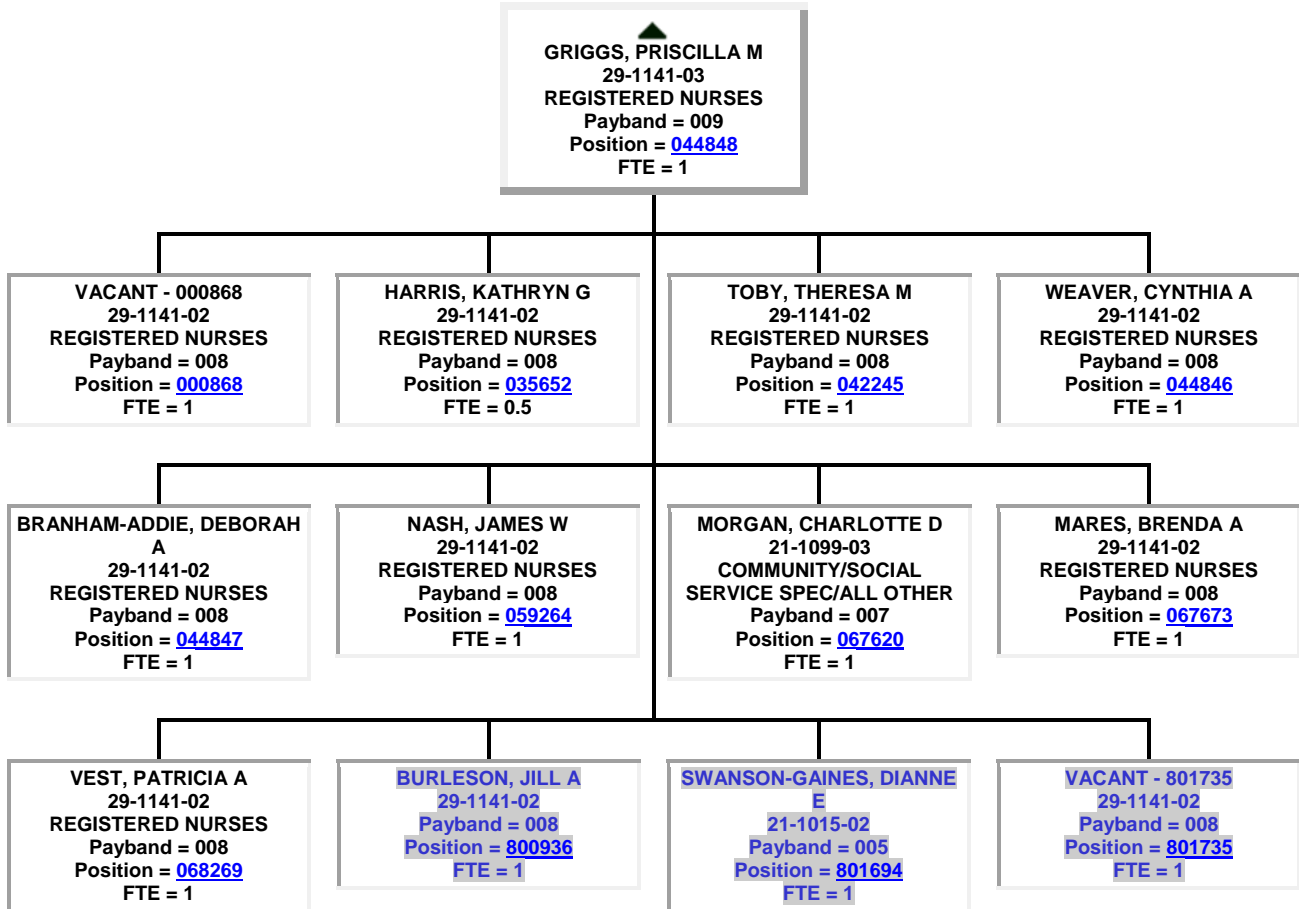 GRIGGS, PRISCILLA M
29-1141-03
REGISTERED NURSES
Payband = 009
Position = 044848
FTE = 1
VACANT - 000868
29-1141-02
REGISTERED NURSES
Payband = 008
Position = 000868
FTE = 1
HARRIS, KATHRYN G
29-1141-02
REGISTERED NURSES
Payband = 008
Position = 035652
FTE = 0.5
TOBY, THERESA M
29-1141-02
REGISTERED NURSES
Payband = 008
Position = 042245
FTE = 1
WEAVER, CYNTHIA A
29-1141-02
REGISTERED NURSES
Payband = 008
Position = 044846
FTE = 1
BRANHAM-ADDIE, DEBORAH
A
29-1141-02
REGISTERED NURSES
Payband = 008
Position = 044847
FTE = 1
NASH, JAMES W
29-1141-02
REGISTERED NURSES
Payband = 008
Position = 059264
FTE = 1
MORGAN, CHARLOTTE D
21-1099-03
COMMUNITY/SOCIAL
SERVICE SPEC/ALL OTHER
Payband = 007
Position = 067620
FTE = 1
MARES, BRENDA A
29-1141-02
REGISTERED NURSES
Payband = 008
Position = 067673
FTE = 1
VEST, PATRICIA A
29-1141-02
REGISTERED NURSES
Payband = 008
Position = 068269
FTE = 1
BURLESON, JILL A
29-1141-02
Payband = 008
Position = 800936
FTE = 1
SWANSON-GAINES, DIANNE
E
21-1015-02
Payband = 005
Position = 801694
FTE = 1
VACANT - 801735
29-1141-02
Payband = 008
Position = 801735
FTE = 1